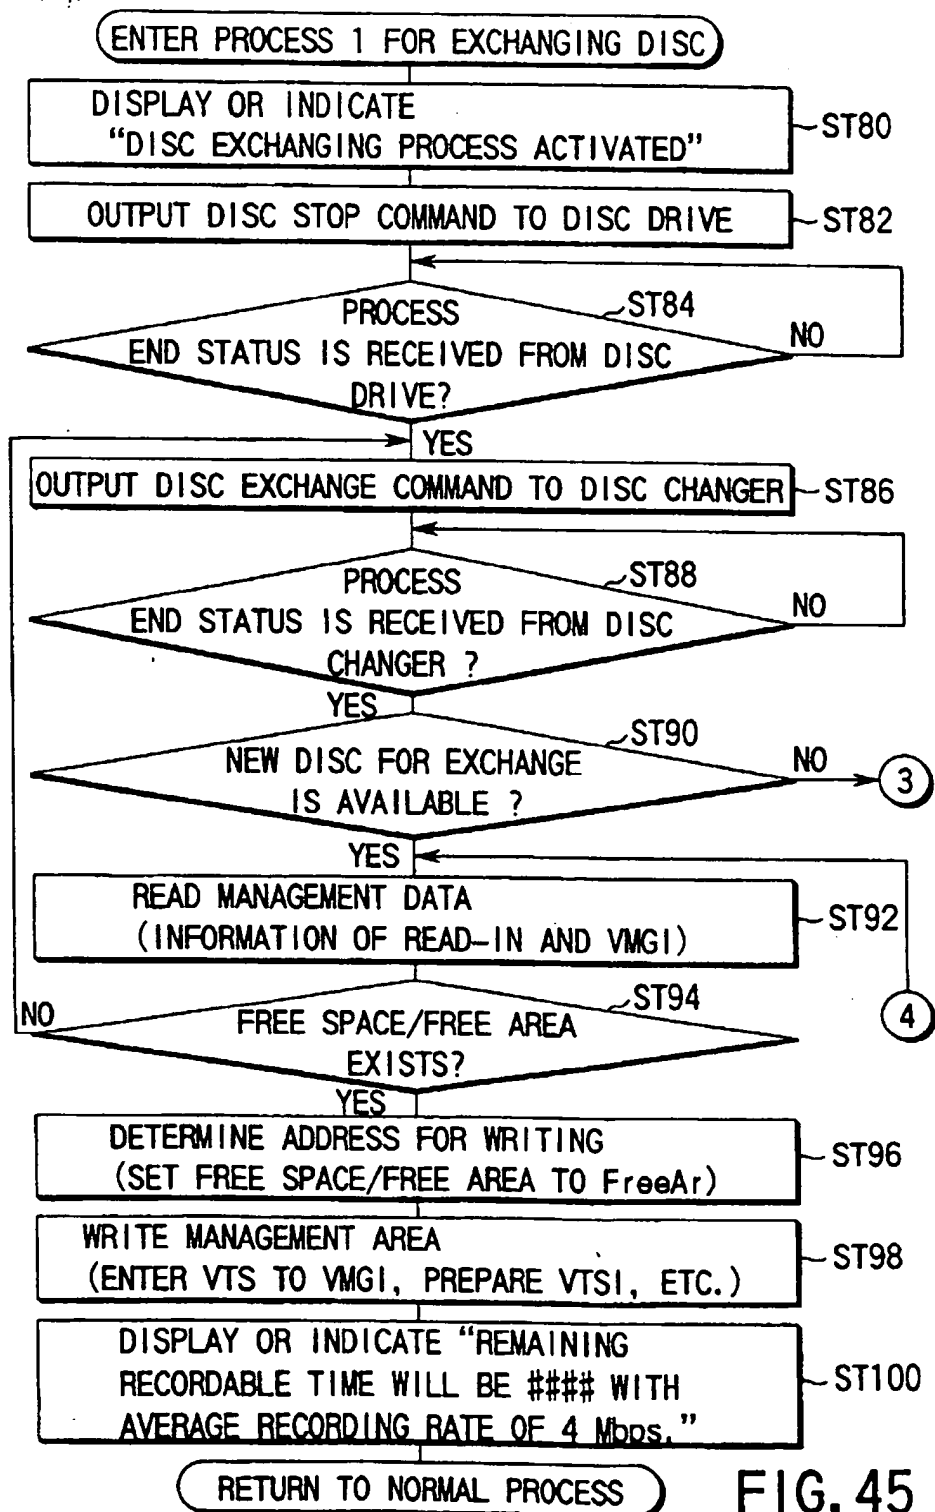 ENTER PROCESS 1 FOR EXCHANGING DISC
DISPLAY OR INDICATE
"DISC EXCHANGING PROCESS ACTIVATED"
ST80
OUTPUT DISC STOP COMMAND TO DISC DRIVE
ST82
ST84
PROCESS
END STATUS IS RECEIVED FROM DISC
DRIVE?
NO
YES
OUTPUT DISC EXCHANGE COMMAND TO DISC CHANGER
ST86
ST88
PROCESS
END STATUS IS RECEIVED FROM DISC
CHANGER ?
NO
YES
ST90
NEW DISC FOR EXCHANGE
IS AVAILABLE ?
NO
3
YES
READ MANAGEMENT DATA
(INFORMATION OF READ-IN AND VMGI)
ST92
ST94
FREE SPACE/FREE AREA
EXISTS?
NO
4
YES
DETERMINE ADDRESS FOR WRITING
(SET FREE SPACE/FREE AREA TO FreeAr)
ST96
WRITE MANAGEMENT AREA
(ENTER VTS TO VMGI, PREPARE VTSI, ETC.)
ST98
DISPLAY OR INDICATE "REMAINING
RECORDABLE TIME WILL BE #### WITH
AVERAGE RECORDING RATE OF 4 Mbps."
ST100
RETURN TO NORMAL PROCESS
FIG. 45